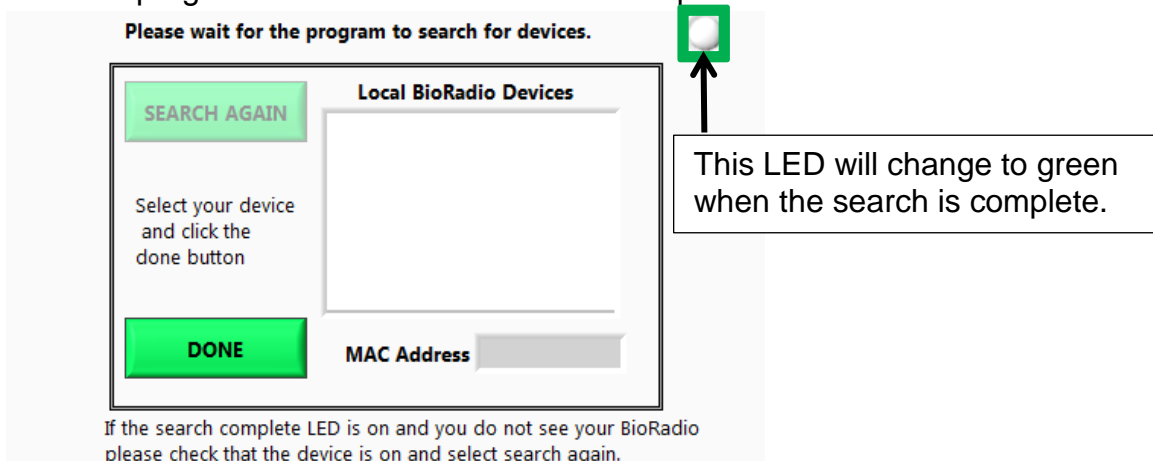 Please wait for the program to search for devices.
SEARCH AGAIN
Local BioRadio Devices
This LED will change to green
when the search is complete.
Select your device
and click the
done button
DONE
MAC Address
If the search complete LED is on and you do not see your BioRadio
please check that the device is on and select search again.